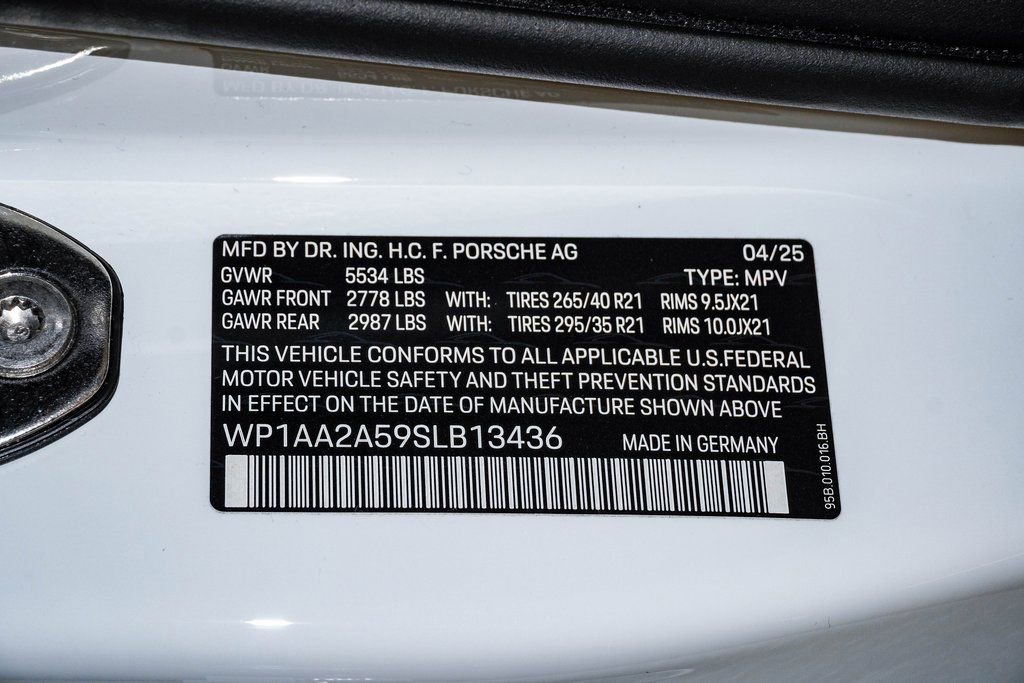 MFD BY DR. ING. H.C. F. PORSCHE AG 04/25
GVWR 5534 LBS TYPE: MPV
GAWR FRONT 2778 LBS WITH: TIRES 265/40 R21 RIMS 9.5JX21
GAWR REAR 2987 LBS WITH: TIRES 295/35 R21 RIMS 10.0JX21
THIS VEHICLE CONFORMS TO ALL APPLICABLE U.S.FEDERAL
MOTOR VEHICLE SAFETY AND THEFT PREVENTION STANDARDS
IN EFFECT ON THE DATE OF MANUFACTURE SHOWN ABOVE
WP1AA2A59SLB13436 MADE IN GERMANY
95B.010.016.BH